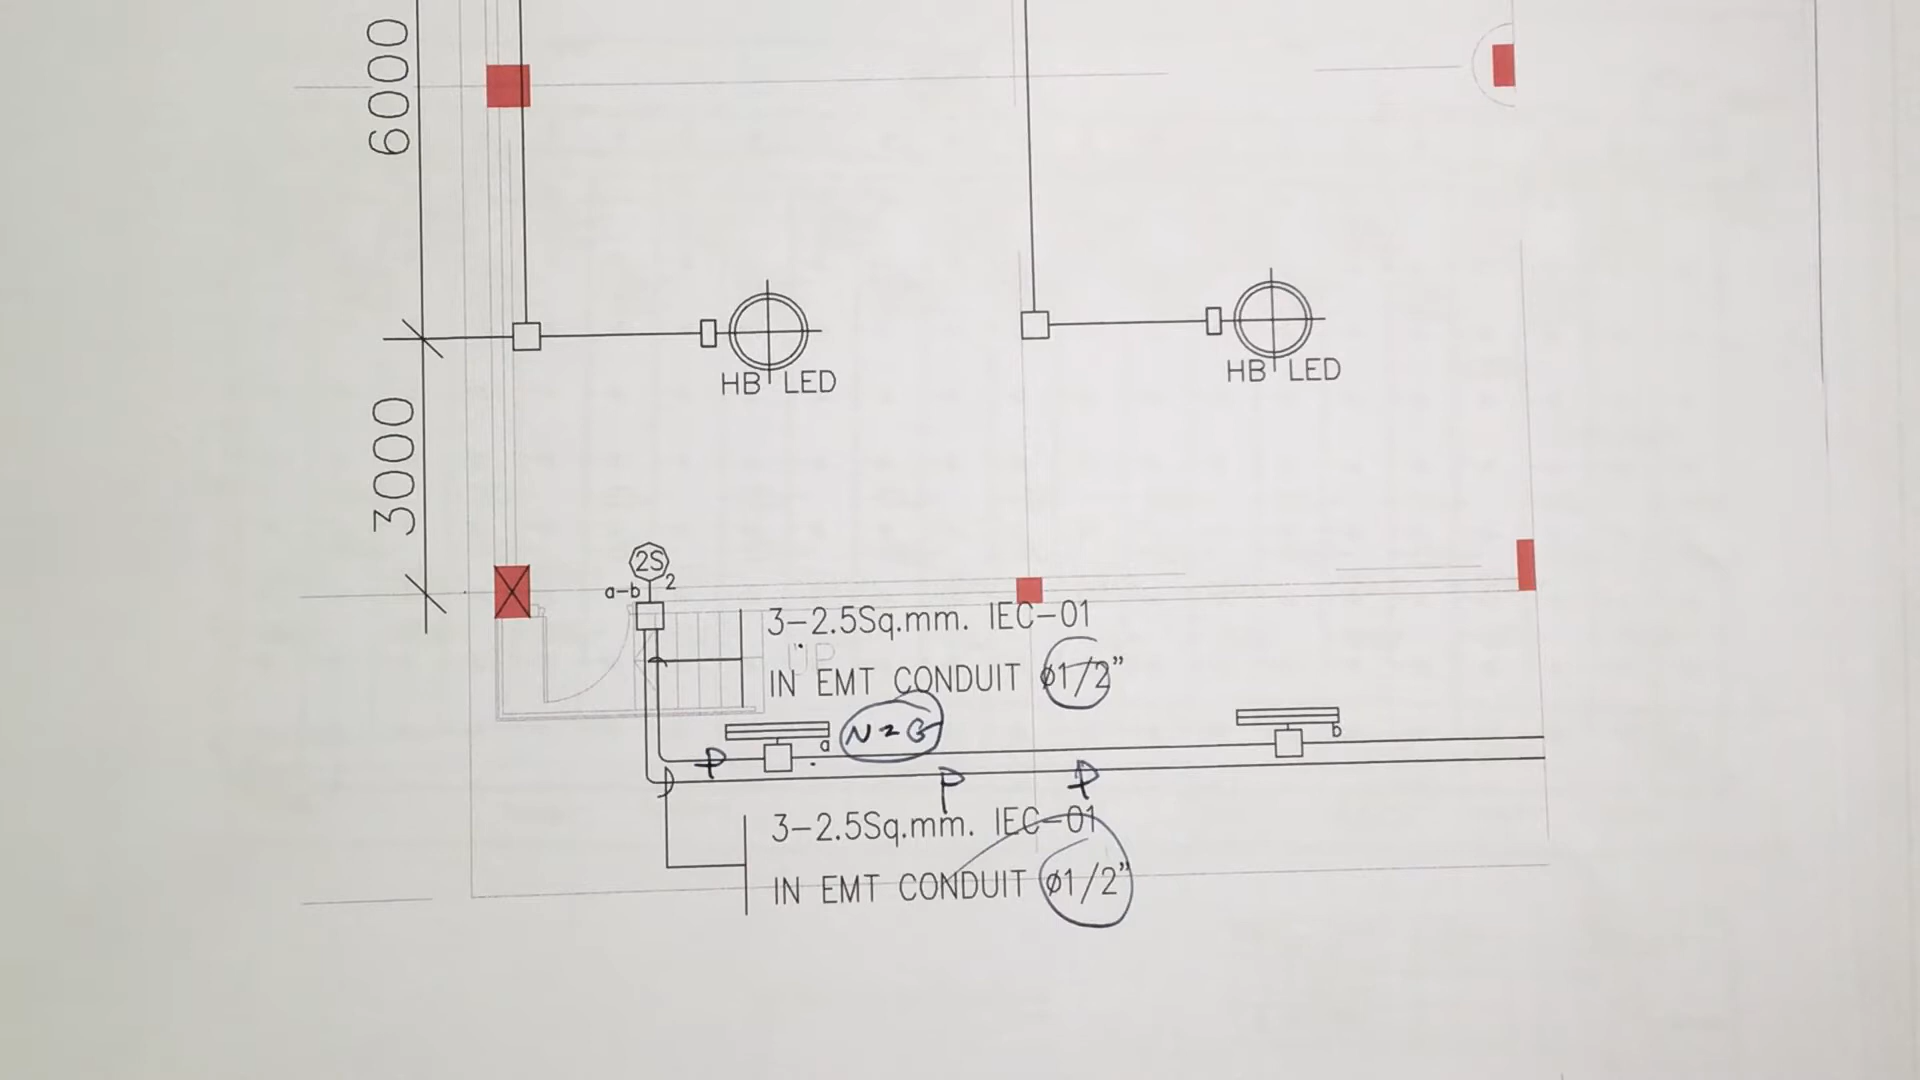 6000
HB LED
HB LED
3000
2S
a-b 2
3-2.5Sq.mm. IEC-01
UP
IN EMT CONDUIT ø1/2"
a
b
P
P
P
3-2.5Sq.mm. IEC-01
IN EMT CONDUIT ø1/2"